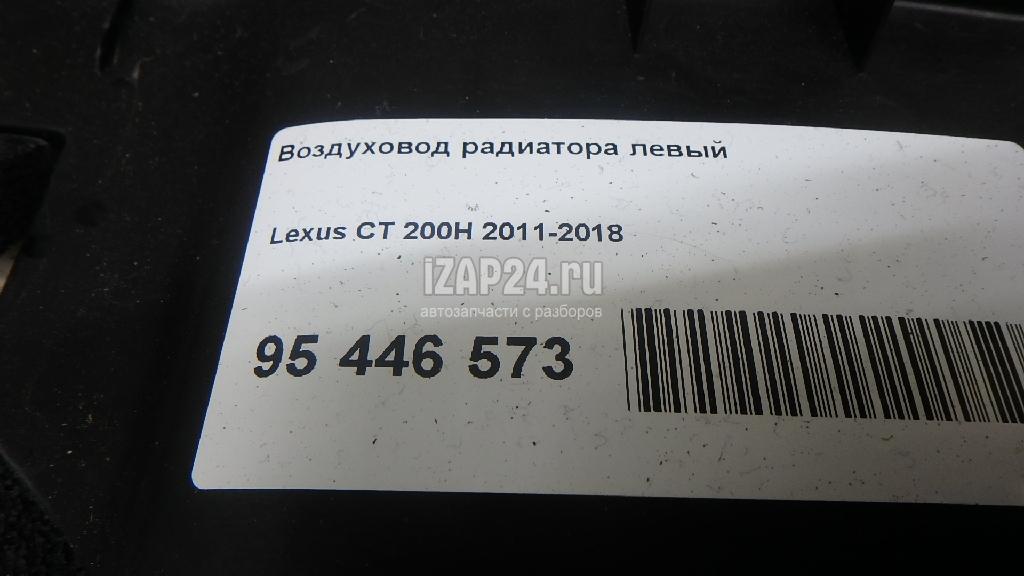 Воздуховод радиатора левый
Lexus CT 200H 2011-2018
iZAP24.ru
автозапчасти с разборов
95 446 573